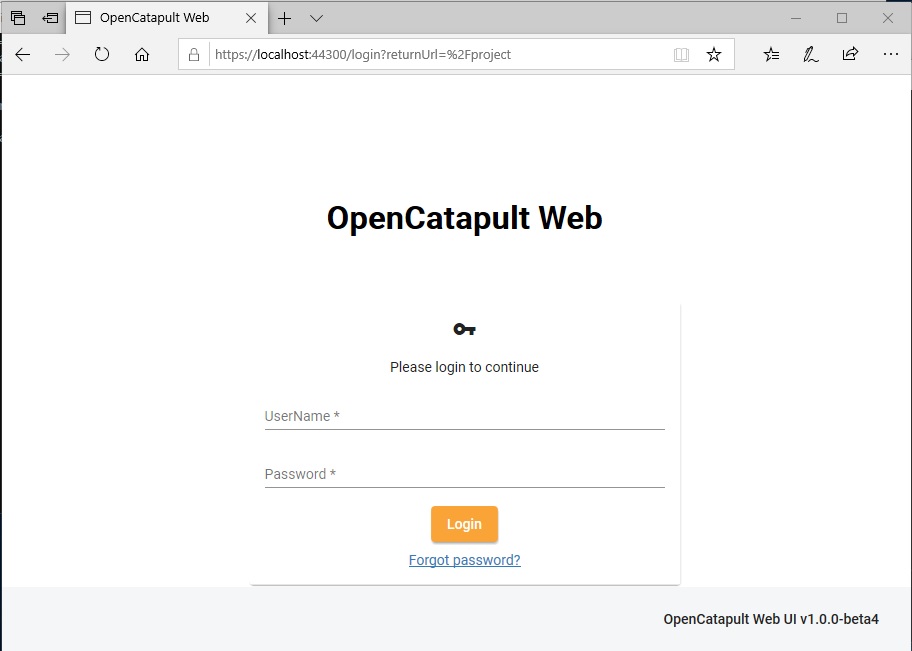 OpenCatapult Web
https://localhost:44300/login?returnUrl=%2Fproject
OpenCatapult Web
Please login to continue
UserName *
Password *
Login
Forgot password?
OpenCatapult Web UI v1.0.0-beta4